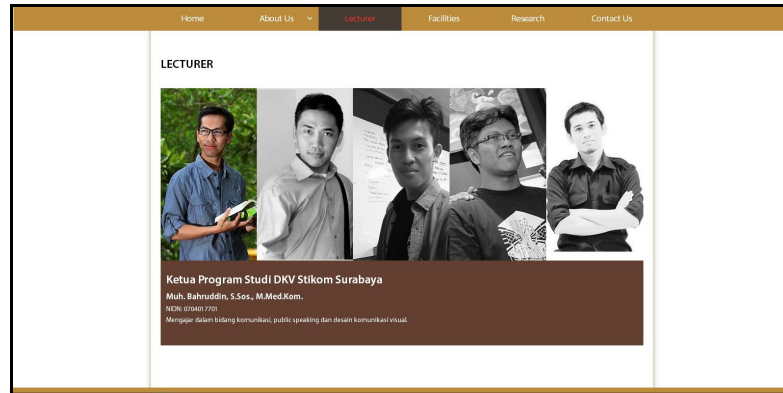 Home About Us Lecturer Facilities Research Contact Us
LECTURER
Ketua Program Studi DKV Stikom Surabaya
Muh. Bahruddin, S.Sos., M.Med.Kom.
NIDN: 0704017701
Mengajar dalam bidang komunikasi, public speaking dan desain komunikasi visual.